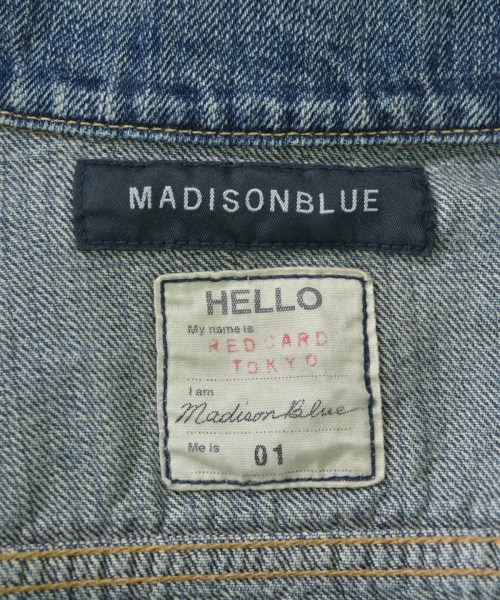 MADISONBLUE
HELLO
My name is
RED CARD
TOKYO
I am
Madison Blue
Me is
01